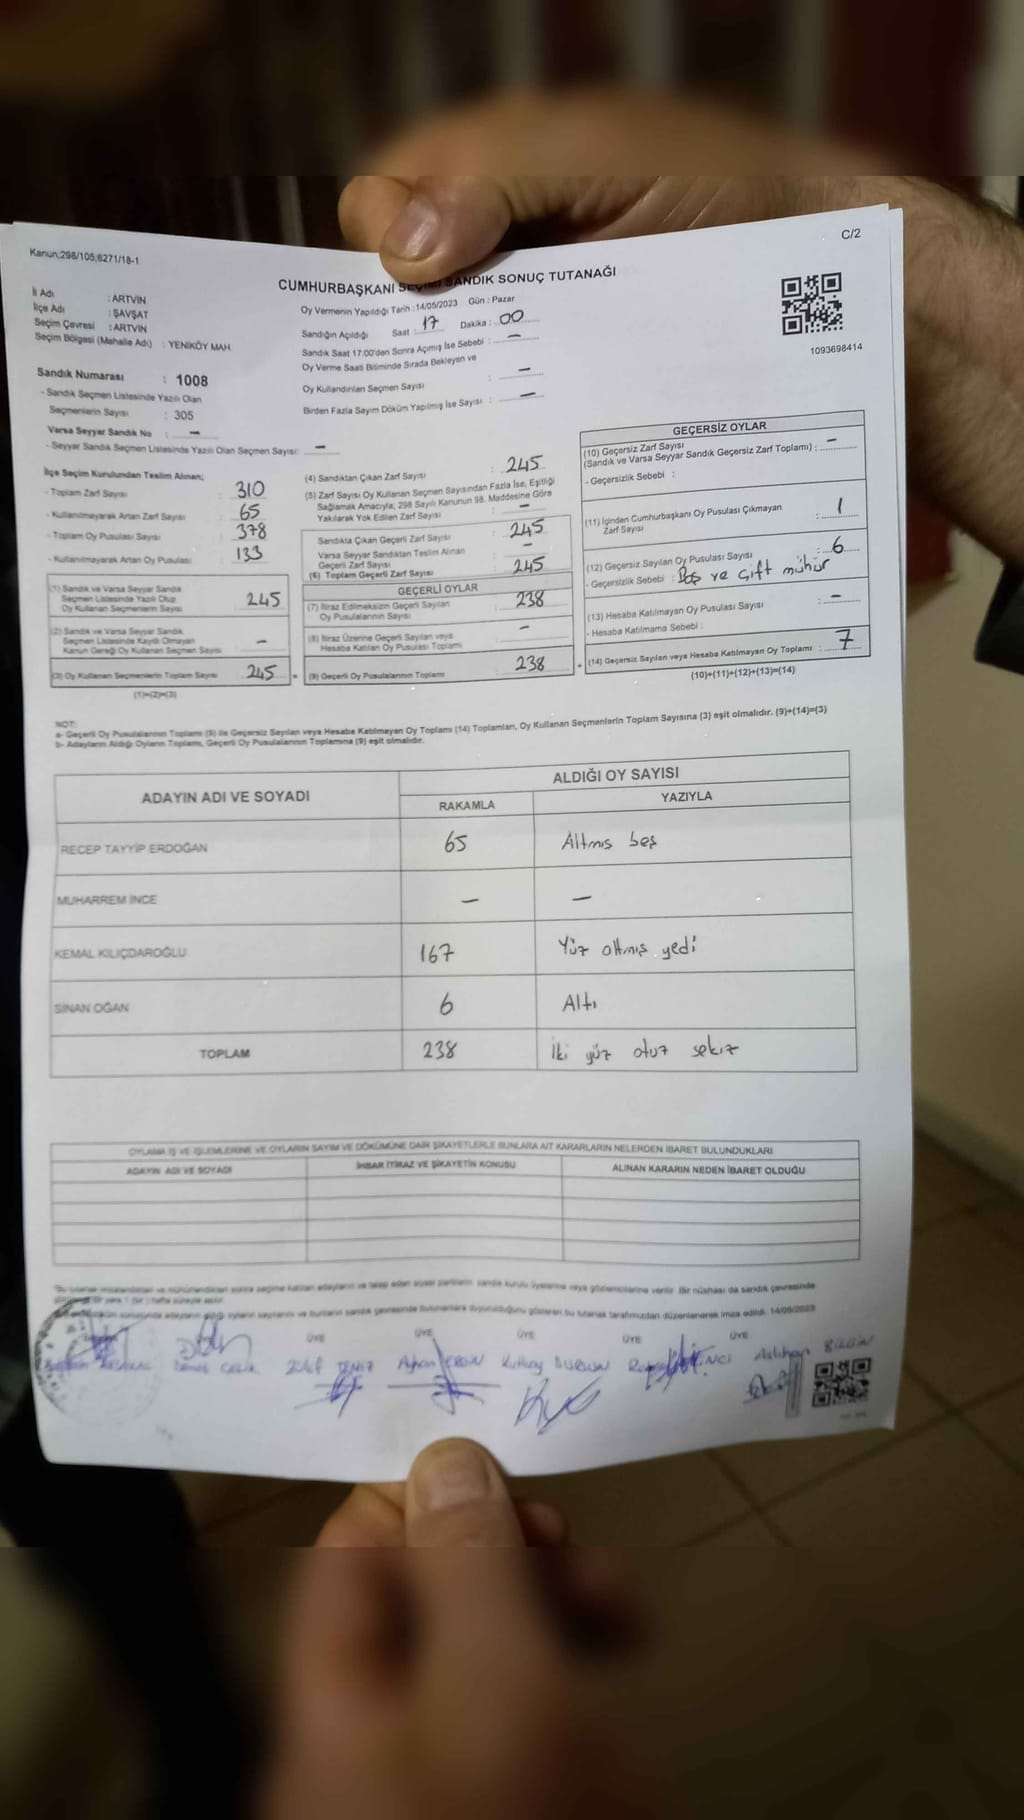 Kanun;298/105;6271/18-1
C/2
CUMHURBAŞKANI SEÇİMİ SANDIK SONUÇ TUTANAĞI
İl Adı : ARTVİN
İlçe Adı : ŞAVŞAT
Seçim Çevresi : ARTVİN
Seçim Bölgesi (Mahalle Adı) : YENİKÖY MAH.
Oy Vermenin Yapıldığı Tarih : 14/05/2023 Gün : Pazar
Sandığın Açıldığı Saat : 17 Dakika : 00
Sandık Saat 17:00'den Sonra Açımış İse Sebebi : -
Oy Verme Saati Bitiminde Sırada Bekleyen ve
Oy Kullandırılan Seçmen Sayısı : -
Birden Fazla Sayım Döküm Yapılmış İse Sayısı : -
1093698414
Sandık Numarası : 1008
- Sandık Seçmen Listesinde Yazılı Olan
Seçmenlerin Sayısı : 305
Varsa Seyyar Sandık No : -
- Seyyar Sandık Seçmen Listesinde Yazılı Olan Seçmen Sayısı: -
İlçe Seçim Kurulundan Teslim Alınan;
- Toplam Zarf Sayısı : 310
- Kullanılmayarak Artan Zarf Sayısı : 65
- Toplam Oy Pusulası Sayısı : 378
- Kullanılmayarak Artan Oy Pusulası : 133
(1) Sandık ve Varsa Seyyar Sandık
Seçmen Listesinde Yazılı Olup
Oy Kullanan Seçmenlerin Sayısı 245
(2) Sandık ve Varsa Seyyar Sandık
Seçmen Listesinde Kayıtlı Olmayan
Kanun Gereği Oy Kullanan Seçmen Sayısı -
(3) Oy Kullanan Seçmenlerin Toplam Sayısı 245
(1)+(2)=(3)
(4) Sandıktan Çıkan Zarf Sayısı : 245
(5) Zarf Sayısı Oy Kullanan Seçmen Sayısından Fazla İse, Eşitliği
Sağlamak Amacıyla; 298 Sayılı Kanunun 98. Maddesine Göre
Yakılarak Yok Edilen Zarf Sayısı : -
Sandıkta Çıkan Geçerli Zarf Sayısı : 245
Varsa Seyyar Sandıktan Teslim Alınan
Geçerli Zarf Sayısı : -
(6) Toplam Geçerli Zarf Sayısı : 245
GEÇERLİ OYLAR
(7) İtiraz Edilmeksizin Geçerli Sayılan
Oy Pusulalarının Sayısı : 238
(8) İtiraz Üzerine Geçerli Sayılan veya
Hesaba Katılan Oy Pusulası Toplamı : -
(9) Geçerli Oy Pusulalarının Toplamı : 238
GEÇERSİZ OYLAR
(10) Geçersiz Zarf Sayısı
(Sandık ve Varsa Seyyar Sandık Geçersiz Zarf Toplamı) : -
- Geçersizlik Sebebi :
(11) İçinden Cumhurbaşkanı Oy Pusulası Çıkmayan
Zarf Sayısı : 1
(12) Geçersiz Sayılan Oy Pusulası Sayısı : 6
- Geçersizlik Sebebi : Boş ve çift mühür
(13) Hesaba Katılmayan Oy Pusulası Sayısı : -
- Hesaba Katılmama Sebebi :
(14) Geçersiz Sayılan veya Hesaba Katılmayan Oy Toplamı : 7
(10)+(11)+(12)+(13)=(14)
NOT:
a- Geçerli Oy Pusulalarının Toplamı (9) ile Geçersiz Sayılan veya Hesaba Katılmayan Oy Toplamı (14) Toplamları, Oy Kullanan Seçmenlerin Toplam Sayısına (3) eşit olmalıdır. (9)+(14)=(3)
b- Adayların Aldığı Oyların Toplamı, Geçerli Oy Pusulalarının Toplamına (9) eşit olmalıdır.
ADAYIN ADI VE SOYADI ALDIĞI OY SAYISI
RAKAMLA YAZIYLA
RECEP TAYYİP ERDOĞAN 65 Altmış beş
MUHARREM İNCE - -
KEMAL KILIÇDAROĞLU 167 Yüz altmış yedi
SİNAN OĞAN 6 Altı
TOPLAM 238 İki yüz otuz sekiz
OYLAMA İŞ VE İŞLEMLERİNE VE OYLARIN SAYIM VE DÖKÜMÜNE DAİR ŞİKAYETLERLE BUNLARA AİT KARARLARIN NELERDEN İBARET BULUNDUKLARI
ADAYIN ADI VE SOYADI İHBAR İTİRAZ VE ŞİKAYETİN KONUSU ALINAN KARARIN NEDEN İBARET OLDUĞU
ÜYE ÜYE ÜYE ÜYE ÜYE